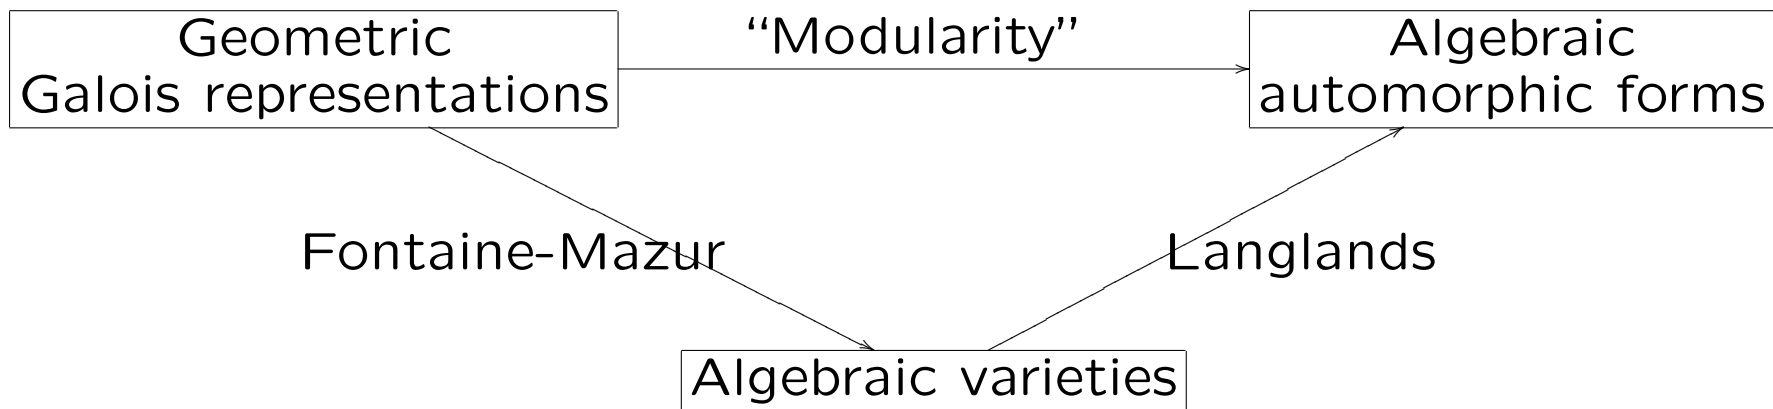 Geometric
Galois representations
“Modularity”
Algebraic
automorphic forms
Fontaine-Mazur
Langlands
Algebraic varieties